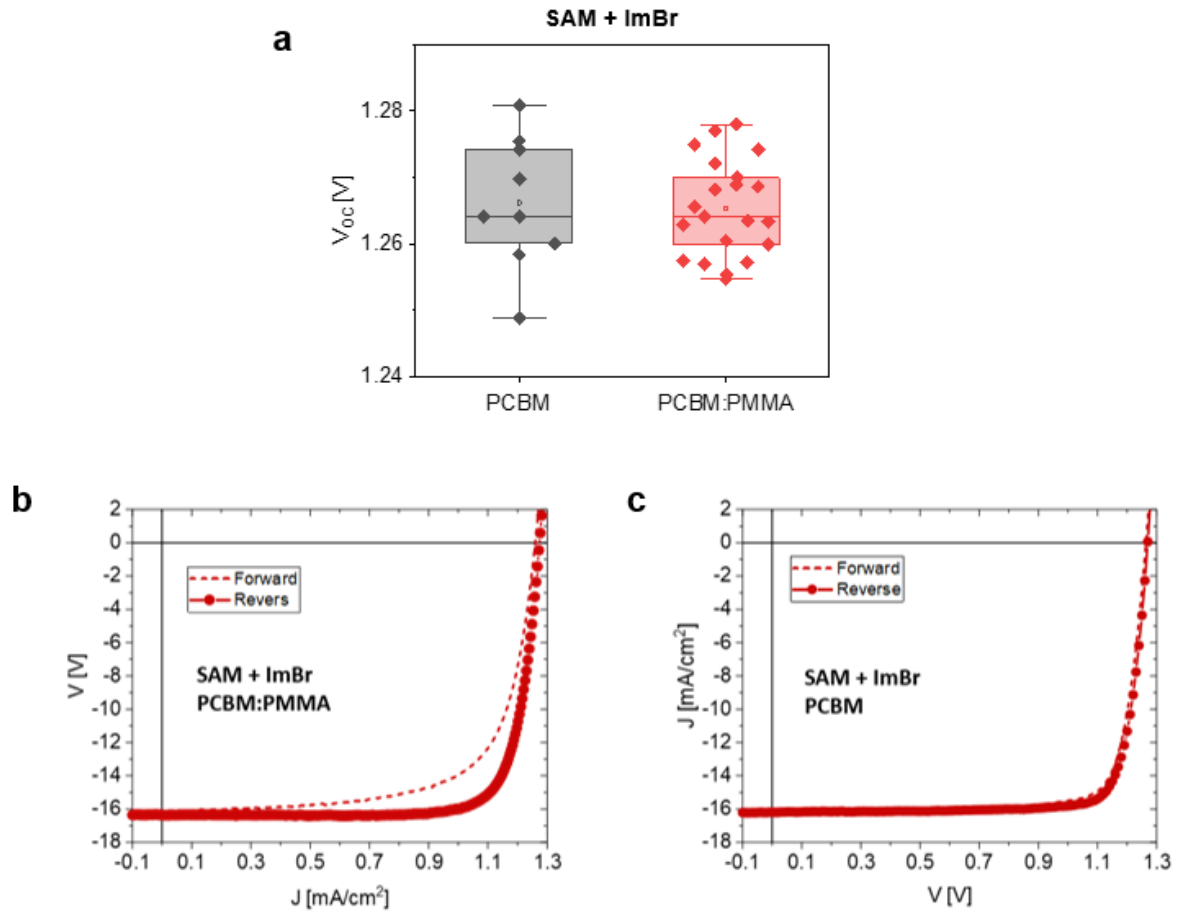 SAM + ImBr
a
1.28
1.26
1.24
Voc [V]
PCBM
PCBM:PMMA
b
2
0
-2
-4
-6
-8
-10
-12
-14
-16
-18
V [V]
Forward
Revers
SAM + ImBr
PCBM:PMMA
-0.1
0.1
0.3
0.5
0.7
0.9
1.1
1.3
J [mA/cm²]
c
2
0
-2
-4
-6
-8
-10
-12
-14
-16
-18
J [mA/cm²]
Forward
Reverse
SAM + ImBr
PCBM
-0.1
0.1
0.3
0.5
0.7
0.9
1.1
1.3
V [V]